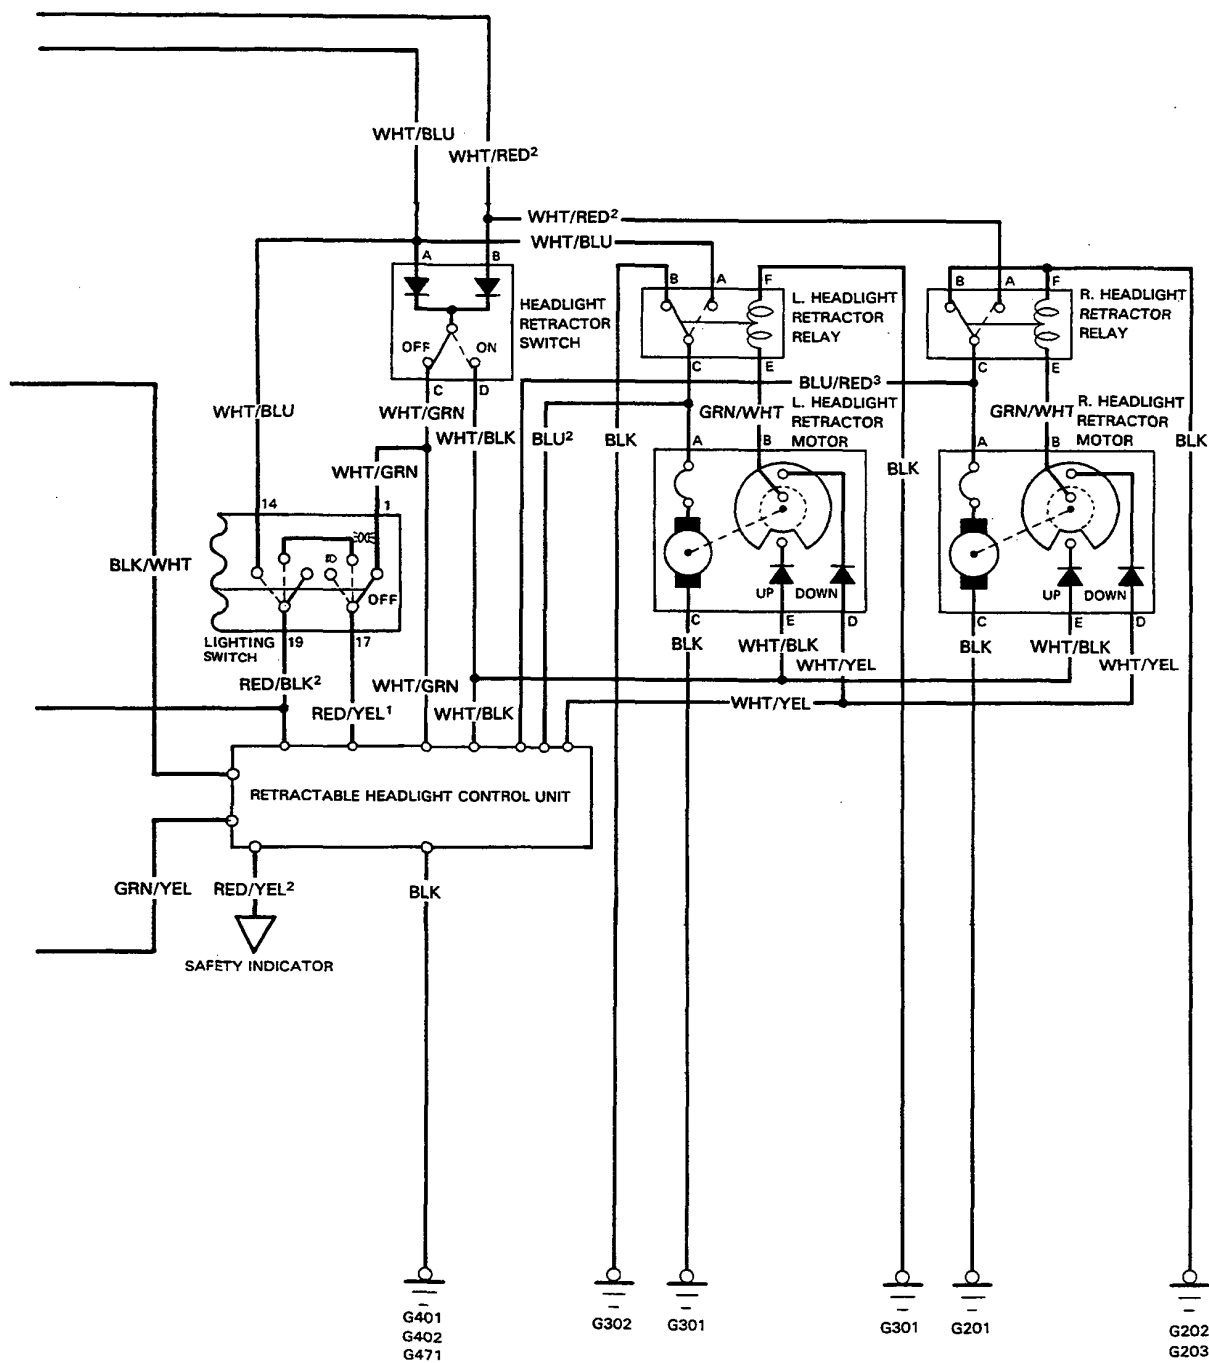 WHT/BLU
WHT/RED²
WHT/RED²
WHT/BLU
A
B
B
A
F
B
A
F
HEADLIGHT
RETRACTOR
SWITCH
L. HEADLIGHT
RETRACTOR
RELAY
R. HEADLIGHT
RETRACTOR
RELAY
OFF
ON
C
D
C
E
C
E
BLU/RED³
WHT/BLU
WHT/GRN
WHT/BLK
BLU²
BLK
GRN/WHT
L. HEADLIGHT
RETRACTOR
MOTOR
GRN/WHT
R. HEADLIGHT
RETRACTOR
MOTOR
BLK
A
B
A
B
WHT/GRN
BLK
14
1
BLK/WHT
OFF
UP
DOWN
UP
DOWN
LIGHTING
SWITCH
19
17
C
E
D
C
E
D
BLK
WHT/BLK
WHT/YEL
BLK
WHT/BLK
WHT/YEL
RED/BLK²
WHT/GRN
RED/YEL¹
WHT/BLK
WHT/YEL
RETRACTABLE HEADLIGHT CONTROL UNIT
GRN/YEL
RED/YEL²
BLK
SAFETY INDICATOR
G401
G402
G471
G302
G301
G301
G201
G202
G203